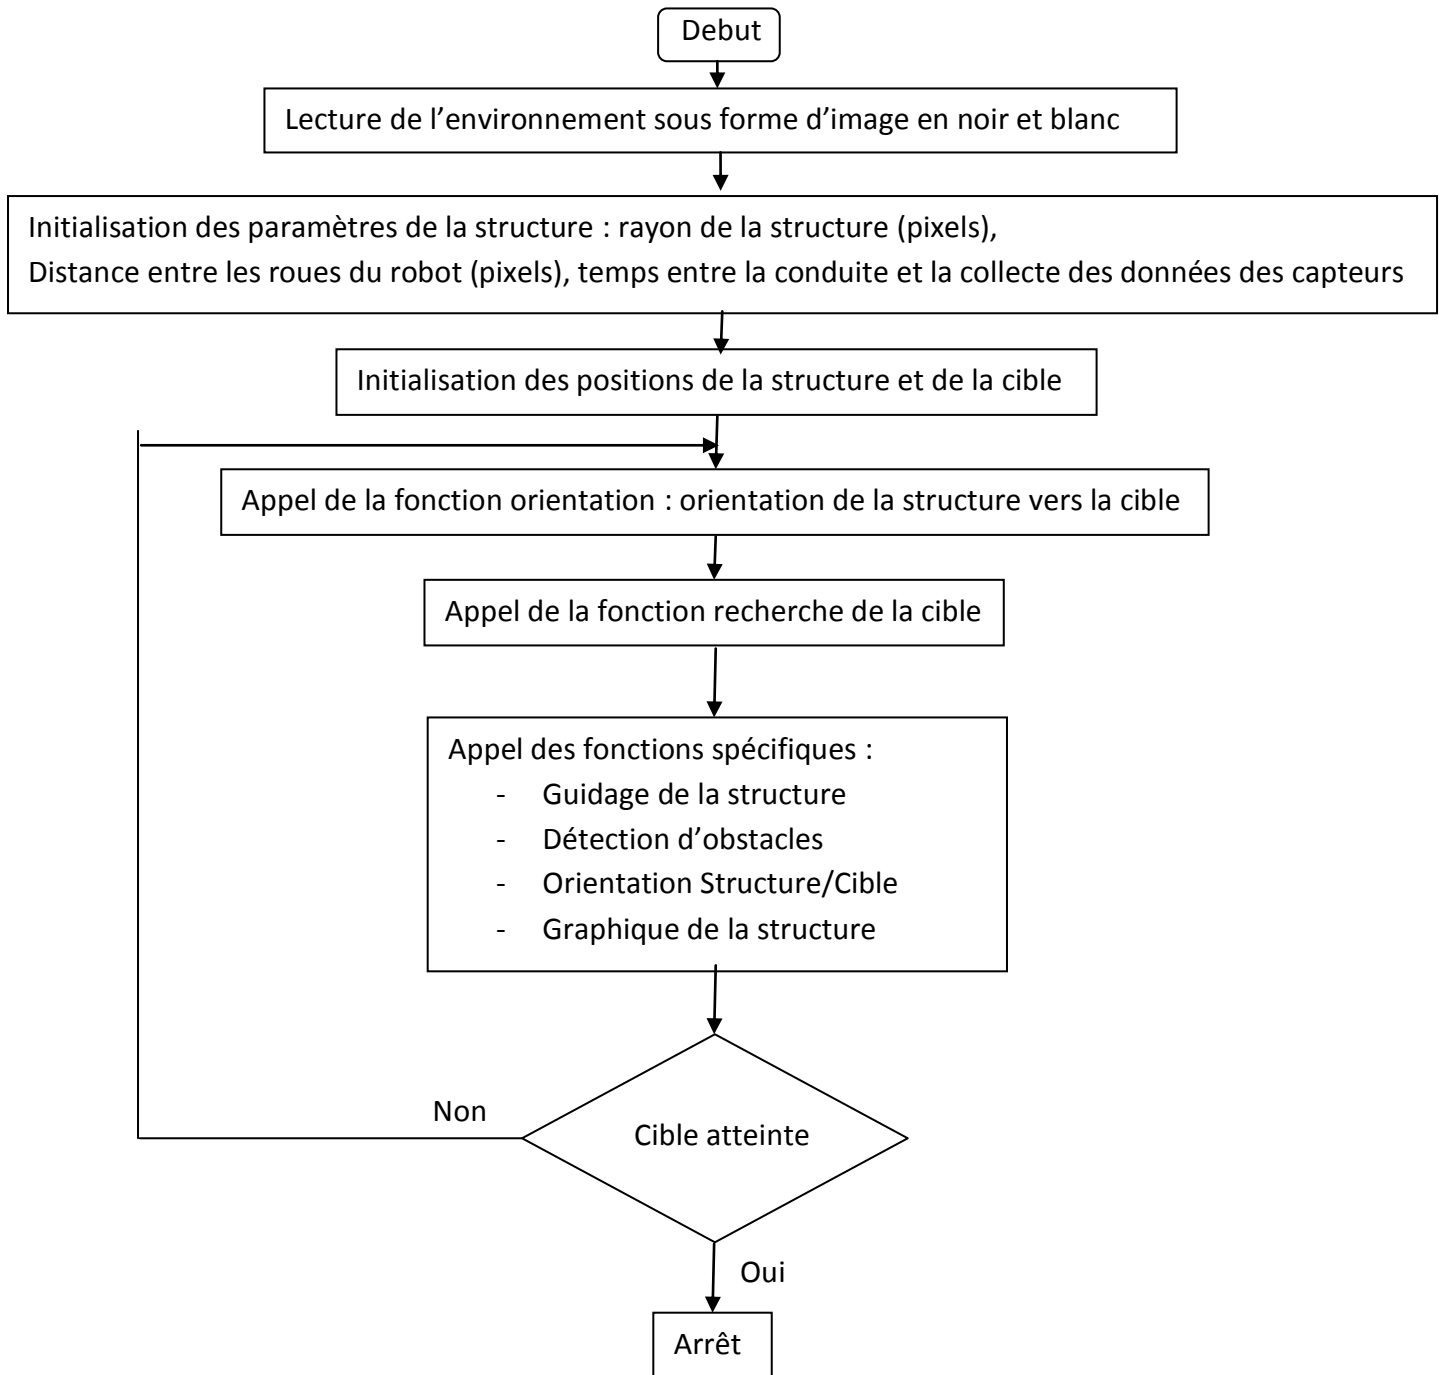 Debut
Lecture de l’environnement sous forme d’image en noir et blanc
Initialisation des paramètres de la structure : rayon de la structure (pixels),
Distance entre les roues du robot (pixels), temps entre la conduite et la collecte des données des capteurs
Initialisation des positions de la structure et de la cible
Appel de la fonction orientation : orientation de la structure vers la cible
Appel de la fonction recherche de la cible
Appel des fonctions spécifiques :
- Guidage de la structure
- Détection d’obstacles
- Orientation Structure/Cible
- Graphique de la structure
Non
Cible atteinte
Oui
Arrêt